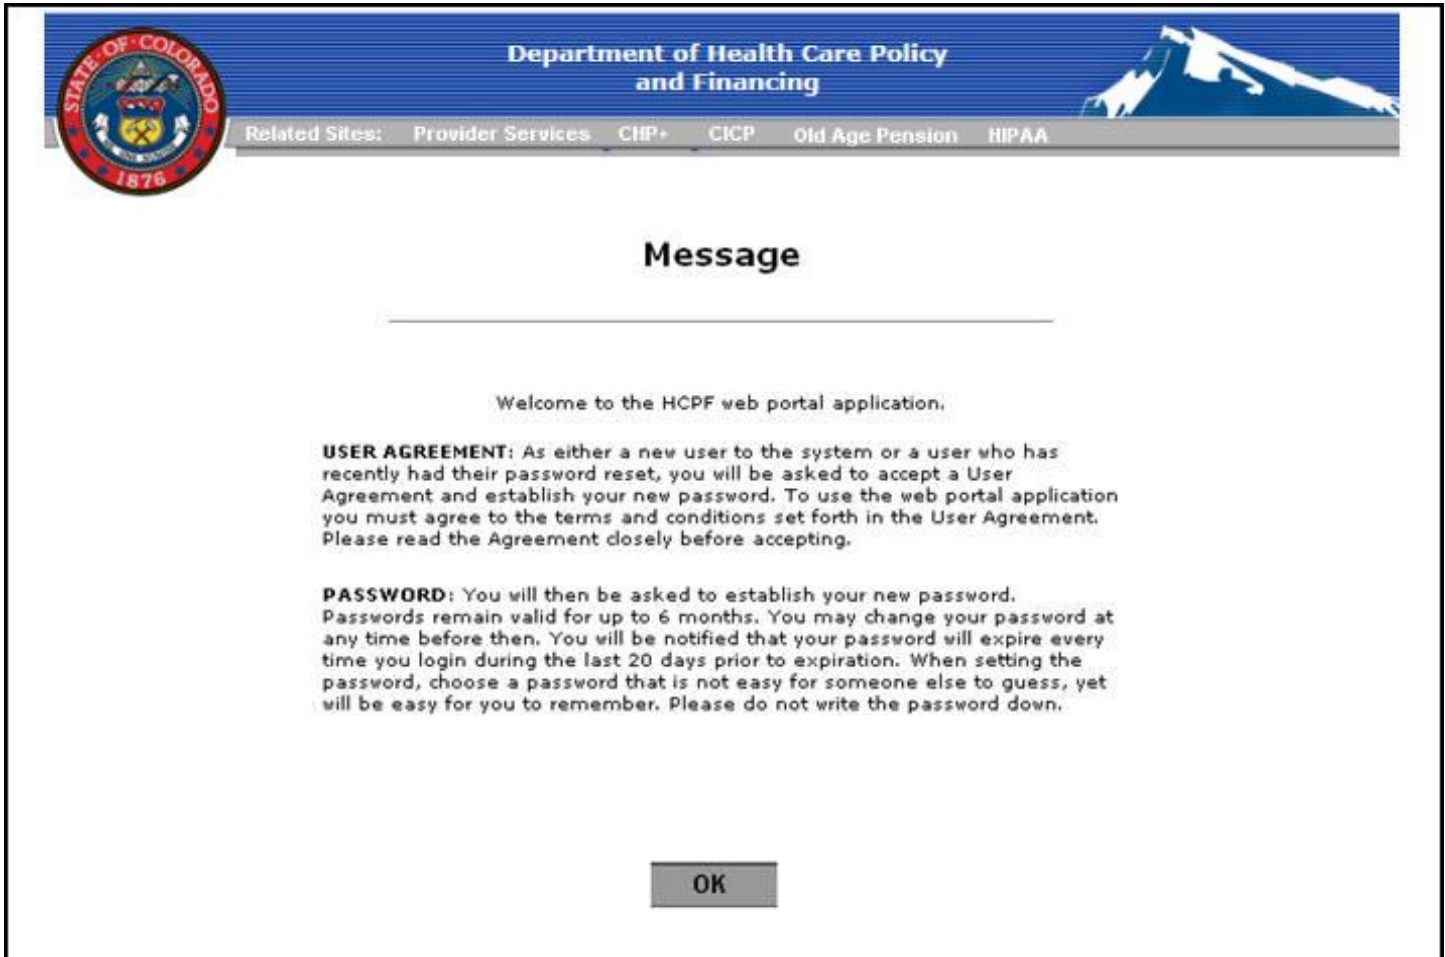 STATE·OF·COLORADO
1876
Department of Health Care Policy
and Financing
Related Sites: Provider Services CHP+ CICP Old Age Pension HIPAA
Message
Welcome to the HCPF web portal application.
USER AGREEMENT: As either a new user to the system or a user who has
recently had their password reset, you will be asked to accept a User
Agreement and establish your new password. To use the web portal application
you must agree to the terms and conditions set forth in the User Agreement.
Please read the Agreement closely before accepting.
PASSWORD: You will then be asked to establish your new password.
Passwords remain valid for up to 6 months. You may change your password at
any time before then. You will be notified that your password will expire every
time you login during the last 20 days prior to expiration. When setting the
password, choose a password that is not easy for someone else to guess, yet
will be easy for you to remember. Please do not write the password down.
OK